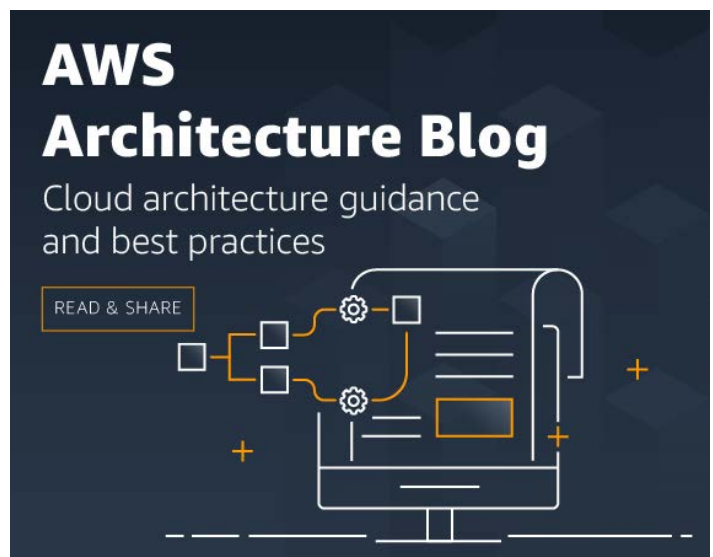 AWS
Architecture Blog
Cloud architecture guidance
and best practices
READ & SHARE